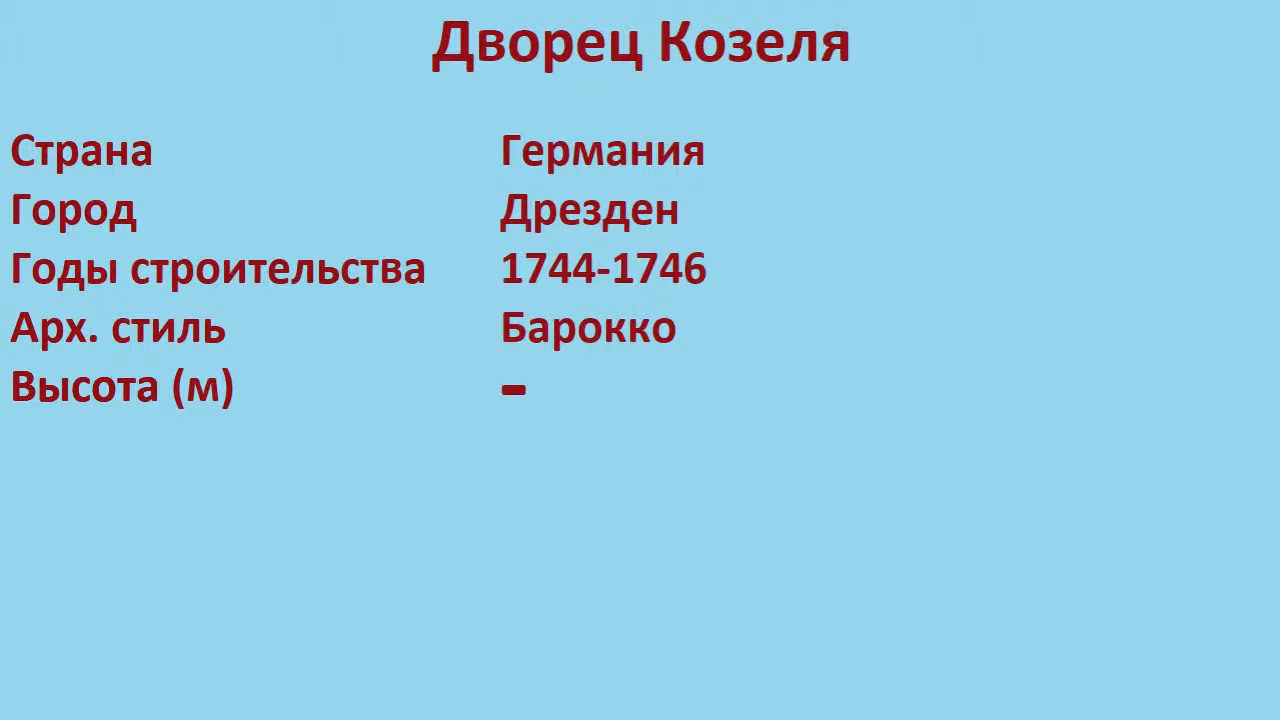 Дворец Козеля
Страна Германия
Город Дрезден
Годы строительства 1744-1746
Арх. стиль Барокко
Высота (м) -